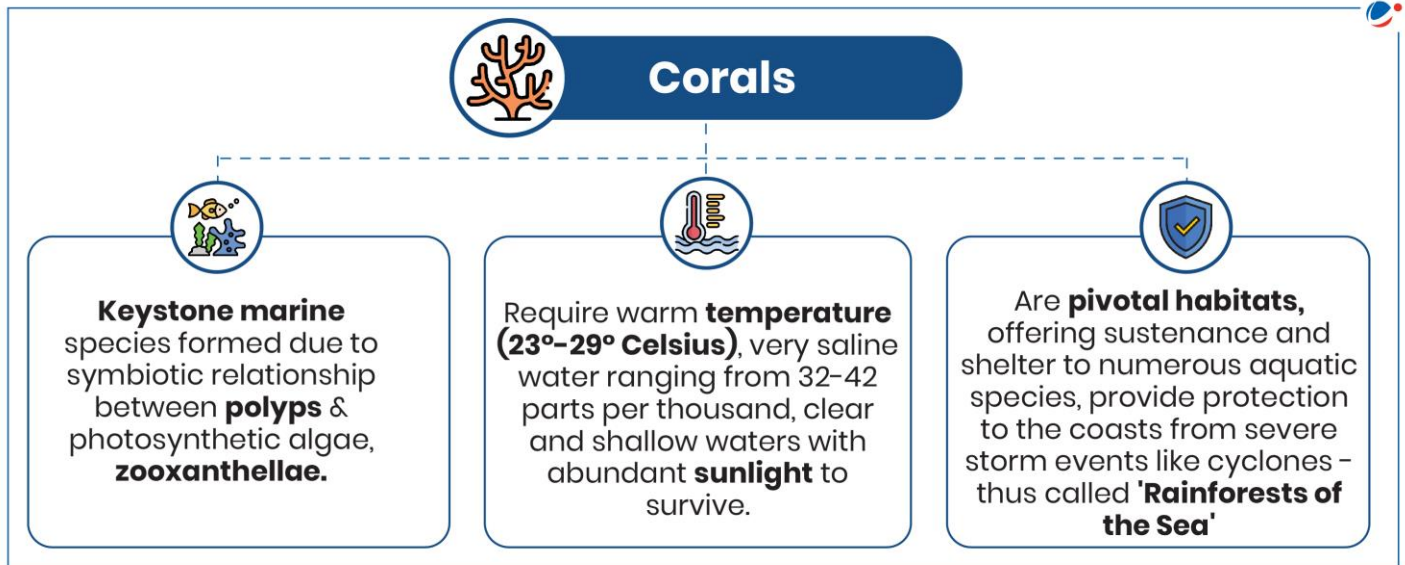 Corals
Keystone marine
species formed due to
symbiotic relationship
between polyps &
photosynthetic algae,
zooxanthellae.
Require warm temperature
(23°-29° Celsius), very saline
water ranging from 32-42
parts per thousand, clear
and shallow waters with
abundant sunlight to
survive.
Are pivotal habitats,
offering sustenance and
shelter to numerous aquatic
species, provide protection
to the coasts from severe
storm events like cyclones -
thus called 'Rainforests of
the Sea'